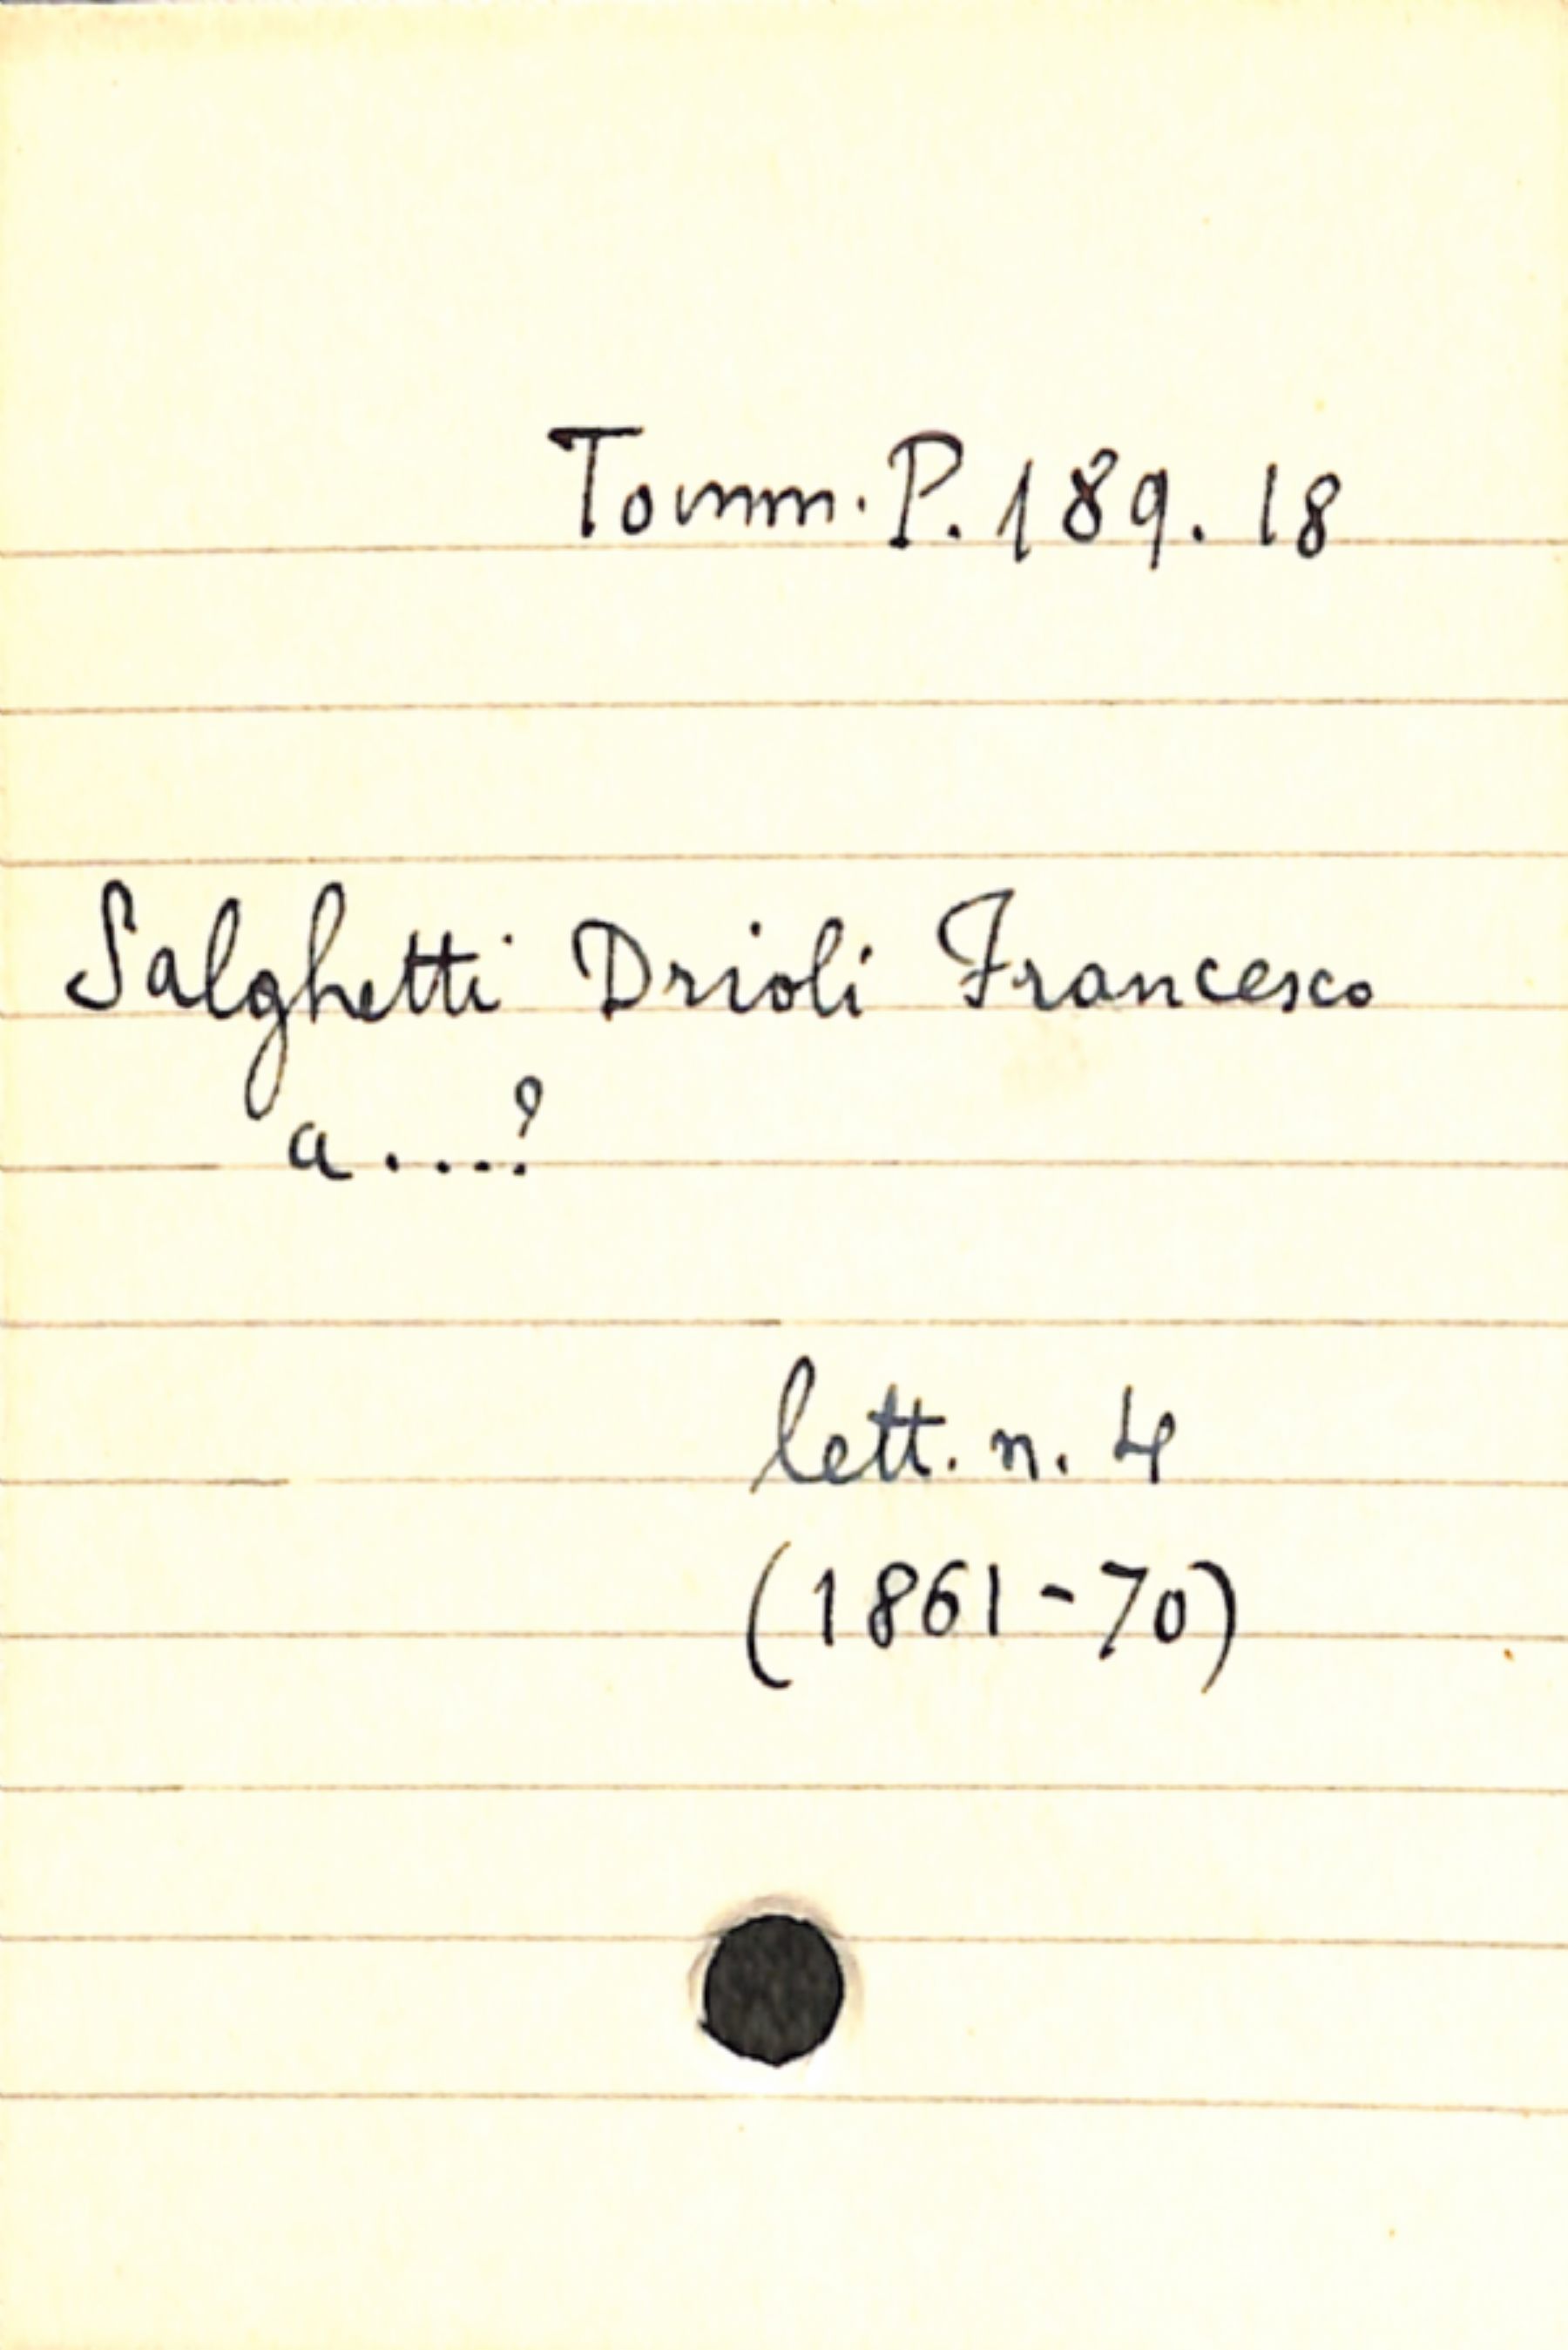 Tomm. P. 189. 18
Salghetti Drioli Francesco
a....?
lett. n. 4
(1861-70)